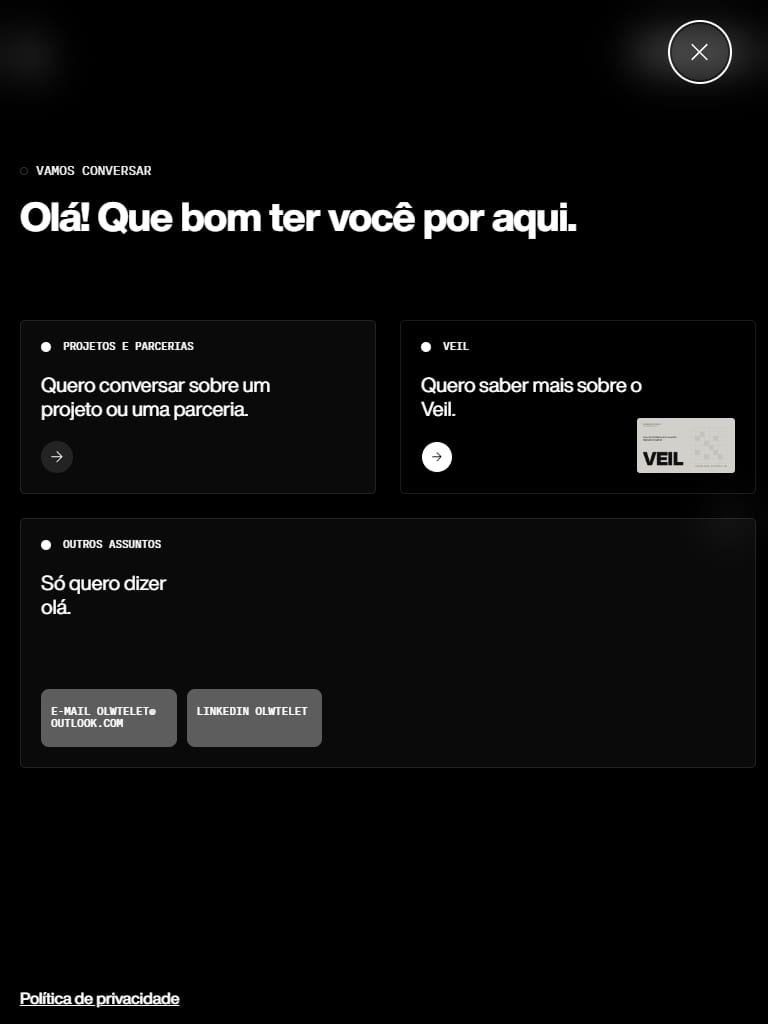 VAMOS CONVERSAR
Olá! Que bom ter você por aqui.
PROJETOS E PARCERIAS
Quero conversar sobre um
projeto ou uma parceria.
VEIL
Quero saber mais sobre o
Veil.
VEIL
OUTROS ASSUNTOS
Só quero dizer
olá.
E-MAIL OLWTELET@
OUTLOOK.COM
LINKEDIN OLWTELET
Política de privacidade